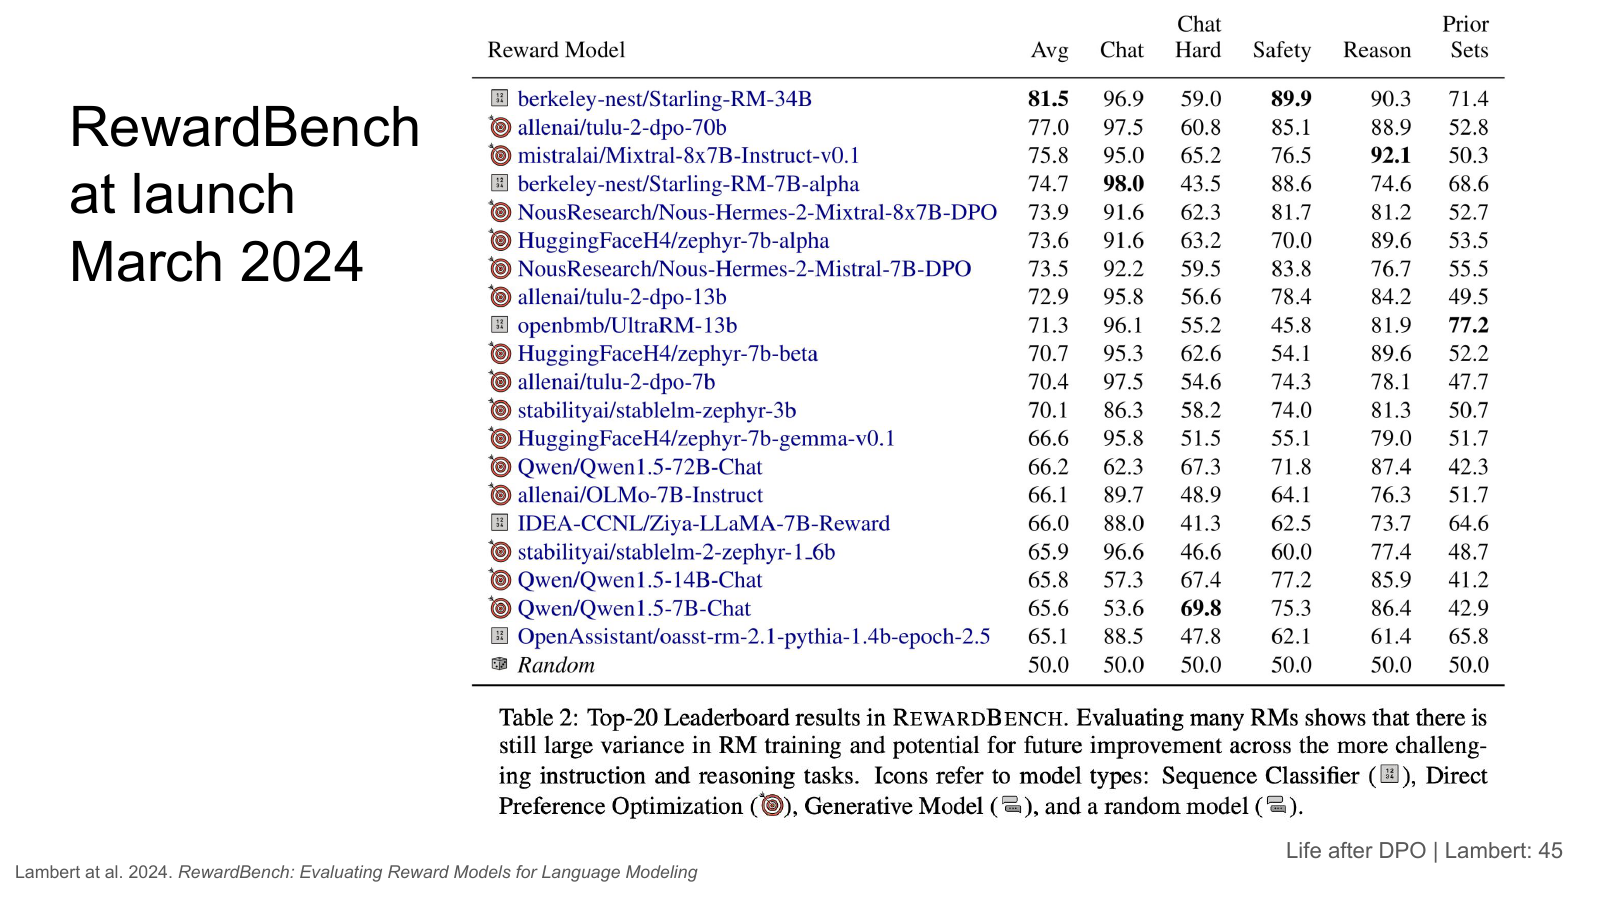 RewardBench
at launch
March 2024
Reward Model Avg Chat Chat Hard Safety Reason Prior Sets
berkeley-nest/Starling-RM-34B 81.5 96.9 59.0 89.9 90.3 71.4
allenai/tulu-2-dpo-70b 77.0 97.5 60.8 85.1 88.9 52.8
mistralai/Mixtral-8x7B-Instruct-v0.1 75.8 95.0 65.2 76.5 92.1 50.3
berkeley-nest/Starling-RM-7B-alpha 74.7 98.0 43.5 88.6 74.6 68.6
NousResearch/Nous-Hermes-2-Mixtral-8x7B-DPO 73.9 91.6 62.3 81.7 81.2 52.7
HuggingFaceH4/zephyr-7b-alpha 73.6 91.6 63.2 70.0 89.6 53.5
NousResearch/Nous-Hermes-2-Mistral-7B-DPO 73.5 92.2 59.5 83.8 76.7 55.5
allenai/tulu-2-dpo-13b 72.9 95.8 56.6 78.4 84.2 49.5
openbmb/UltraRM-13b 71.3 96.1 55.2 45.8 81.9 77.2
HuggingFaceH4/zephyr-7b-beta 70.7 95.3 62.6 54.1 89.6 52.2
allenai/tulu-2-dpo-7b 70.4 97.5 54.6 74.3 78.1 47.7
stabilityai/stablelm-zephyr-3b 70.1 86.3 58.2 74.0 81.3 50.7
HuggingFaceH4/zephyr-7b-gemma-v0.1 66.6 95.8 51.5 55.1 79.0 51.7
Qwen/Qwen1.5-72B-Chat 66.2 62.3 67.3 71.8 87.4 42.3
allenai/OLMo-7B-Instruct 66.1 89.7 48.9 64.1 76.3 51.7
IDEA-CCNL/Ziya-LLaMA-7B-Reward 66.0 88.0 41.3 62.5 73.7 64.6
stabilityai/stablelm-2-zephyr-1_6b 65.9 96.6 46.6 60.0 77.4 48.7
Qwen/Qwen1.5-14B-Chat 65.8 57.3 67.4 77.2 85.9 41.2
Qwen/Qwen1.5-7B-Chat 65.6 53.6 69.8 75.3 86.4 42.9
OpenAssistant/oasst-rm-2.1-pythia-1.4b-epoch-2.5 65.1 88.5 47.8 62.1 61.4 65.8
Random 50.0 50.0 50.0 50.0 50.0 50.0
Table 2: Top-20 Leaderboard results in REWARDBENCH. Evaluating many RMs shows that there is
still large variance in RM training and potential for future improvement across the more challeng-
ing instruction and reasoning tasks. Icons refer to model types: Sequence Classifier (🔢), Direct
Preference Optimization (🎯), Generative Model (), and a random model ().
Life after DPO | Lambert: 45
Lambert at al. 2024. RewardBench: Evaluating Reward Models for Language Modeling